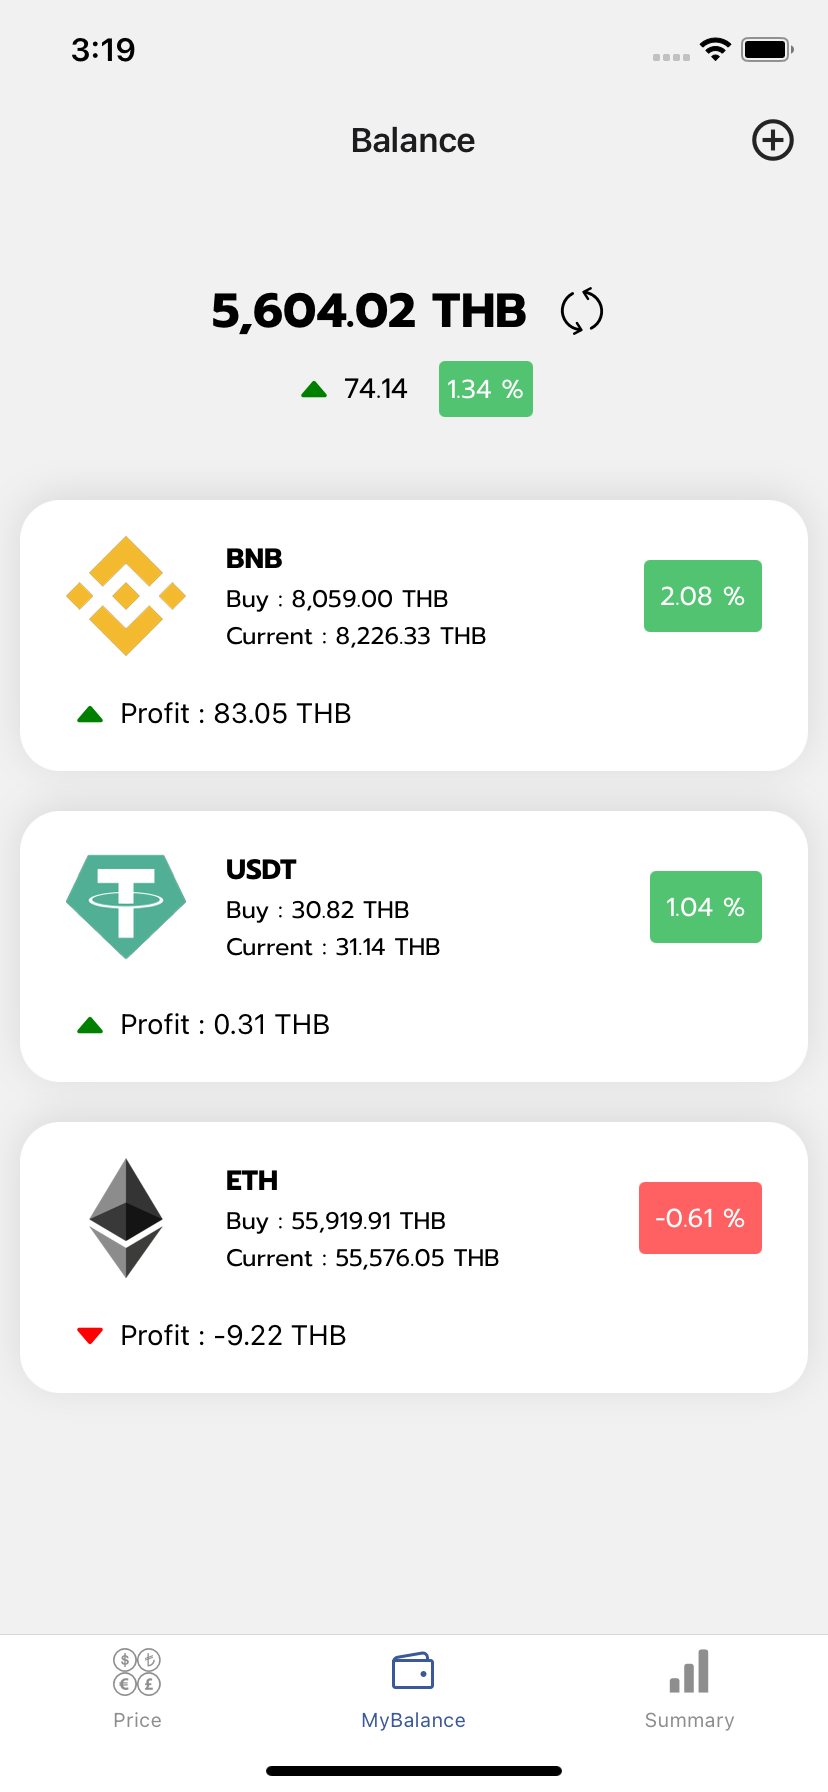 3:19
Balance
5,604.02 THB
74.14 1.34 %
BNB
Buy : 8,059.00 THB
Current : 8,226.33 THB
2.08 %
Profit : 83.05 THB
USDT
Buy : 30.82 THB
Current : 31.14 THB
1.04 %
Profit : 0.31 THB
ETH
Buy : 55,919.91 THB
Current : 55,576.05 THB
-0.61 %
Profit : -9.22 THB
$ ₺
€ £
Price MyBalance Summary